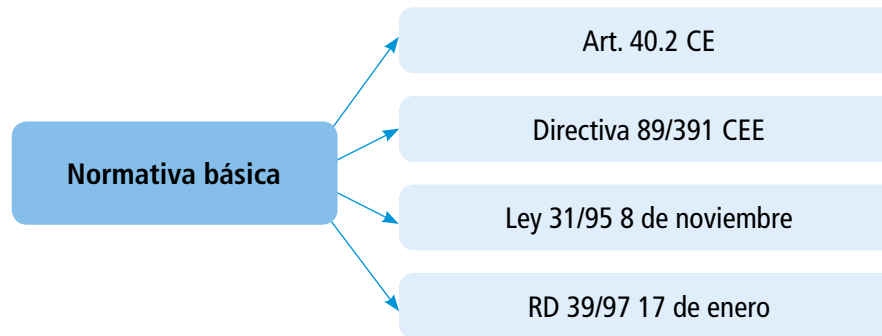 Normativa básica
Art. 40.2 CE
Directiva 89/391 CEE
Ley 31/95 8 de noviembre
RD 39/97 17 de enero